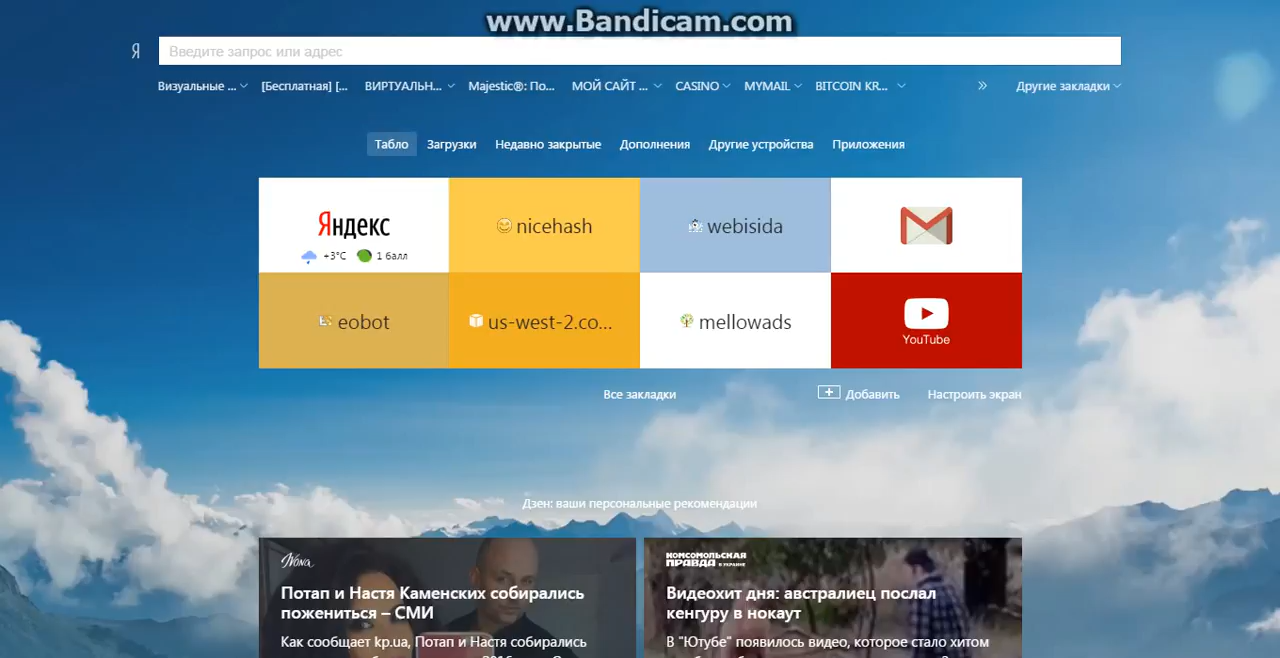 www.Bandicam.com
Я Введите запрос или адрес
Визуальные ... [Бесплатная] [... ВИРТУАЛЬН... Majestic®: По... МОЙ САЙТ ... CASINO MYMAIL BITCOIN KR... » Другие закладки
Табло Загрузки Недавно закрытые Дополнения Другие устройства Приложения
Яндекс
+3°C 1 балл
nicehash
webisida
eobot
us-west-2.co...
mellowads
YouTube
Все закладки Добавить Настроить экран
Дзен: ваши персональные рекомендации
Wona
Потап и Настя Каменских собирались
пожениться – СМИ
Как сообщает kp.ua, Потап и Настя собирались
КОМСОМОЛЬСКАЯ
ПРАВДА В УКРАИНЕ
Видеохит дня: австралиец послал
кенгуру в нокаут
В "Ютубе" появилось видео, которое стало хитом